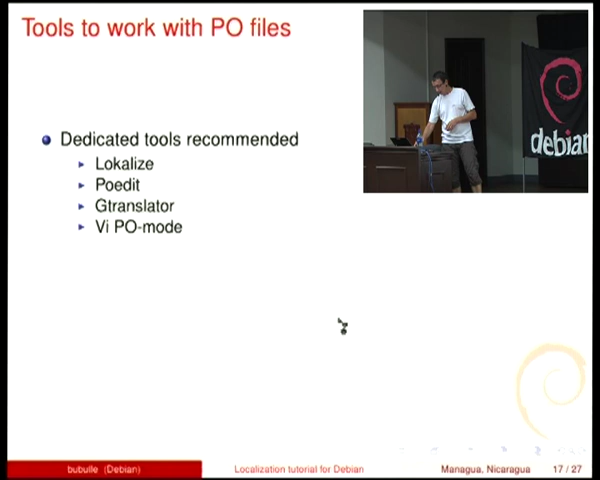 Tools to work with PO files
Dedicated tools recommended
Lokalize
Poedit
Gtranslator
Vi PO-mode
debian
bubulle (Debian)
Localization tutorial for Debian
Managua, Nicaragua
17 / 27